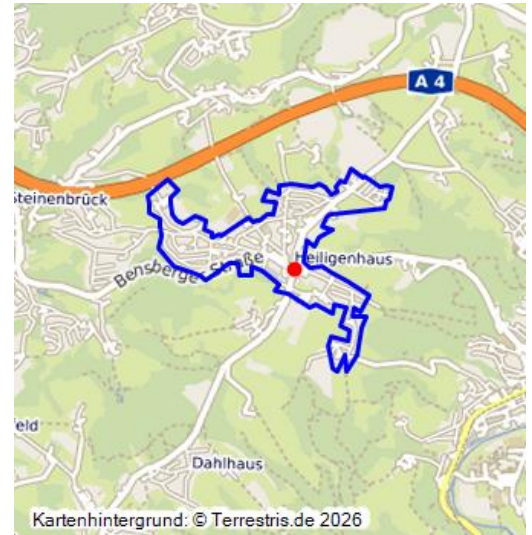 A 4
Steinenbrück
Heiligenhaus
Bensberger Straße
feld
Dahlhaus
Kartenhintergrund: © Terrestris.de 2026